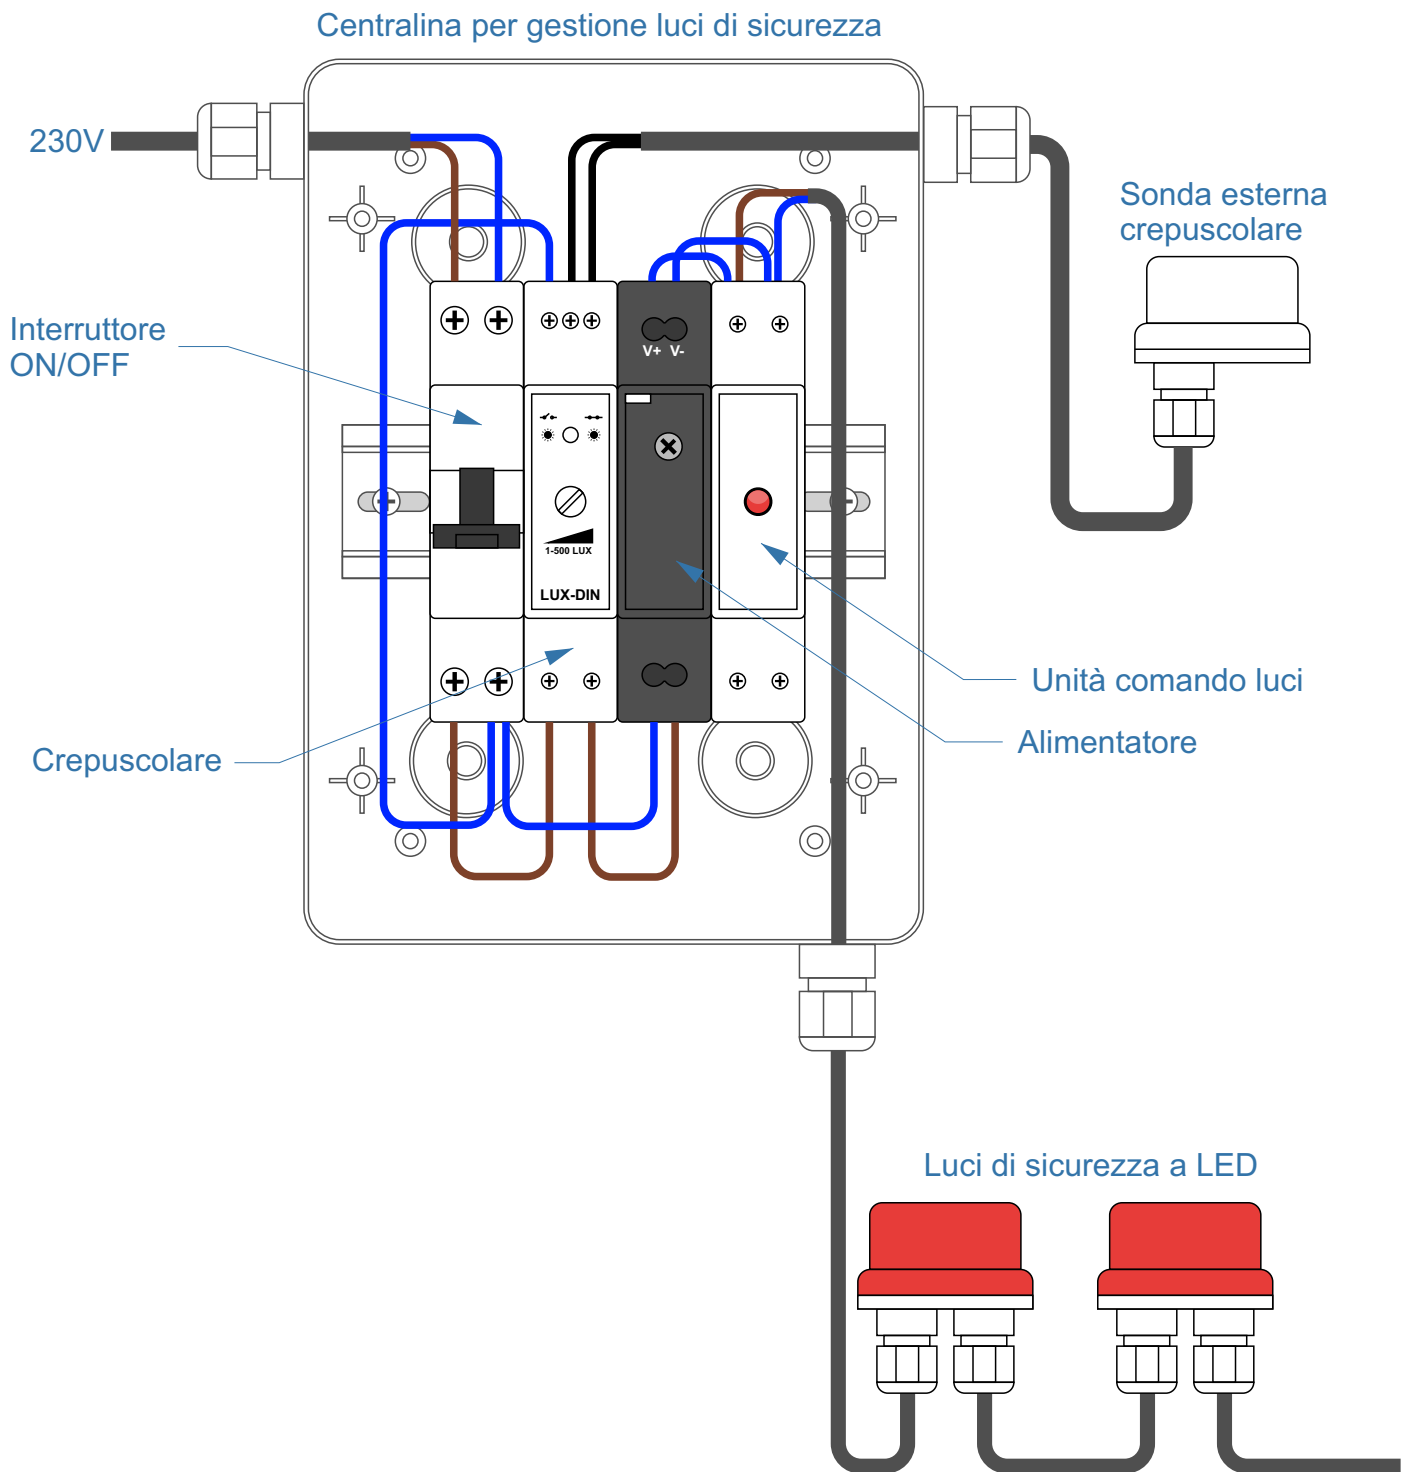 Centralina per gestione luci di sicurezza
230V
Sonda esterna
crepuscolare
Interruttore
ON/OFF
V+ V-
1-500 LUX
LUX-DIN
Unità comando luci
Alimentatore
Crepuscolare
Luci di sicurezza a LED